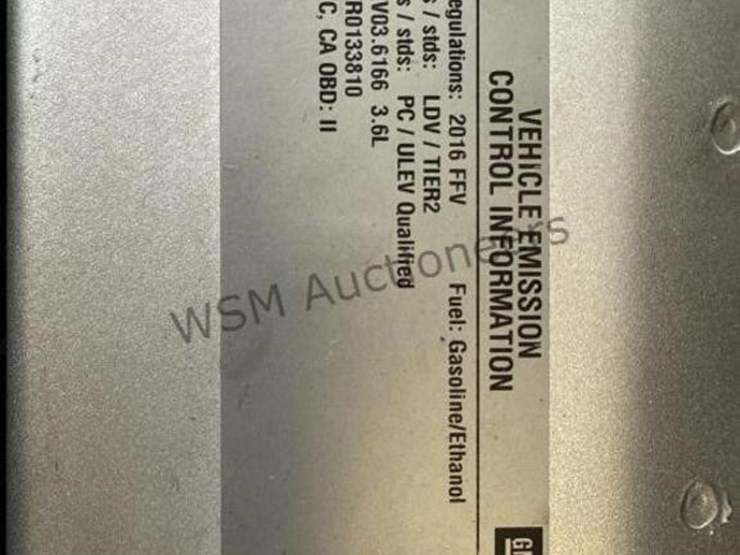 VEHICLE EMISSION
CONTROL INFORMATION
GM
egulations: 2016 FFV Fuel: Gasoline/Ethanol
s / stds: LDV / TIER2
s / stds: PC / ULEV Qualified
V03.6166 3.6L
R0133810
C, CA OBD: II
WSM Auctioneers